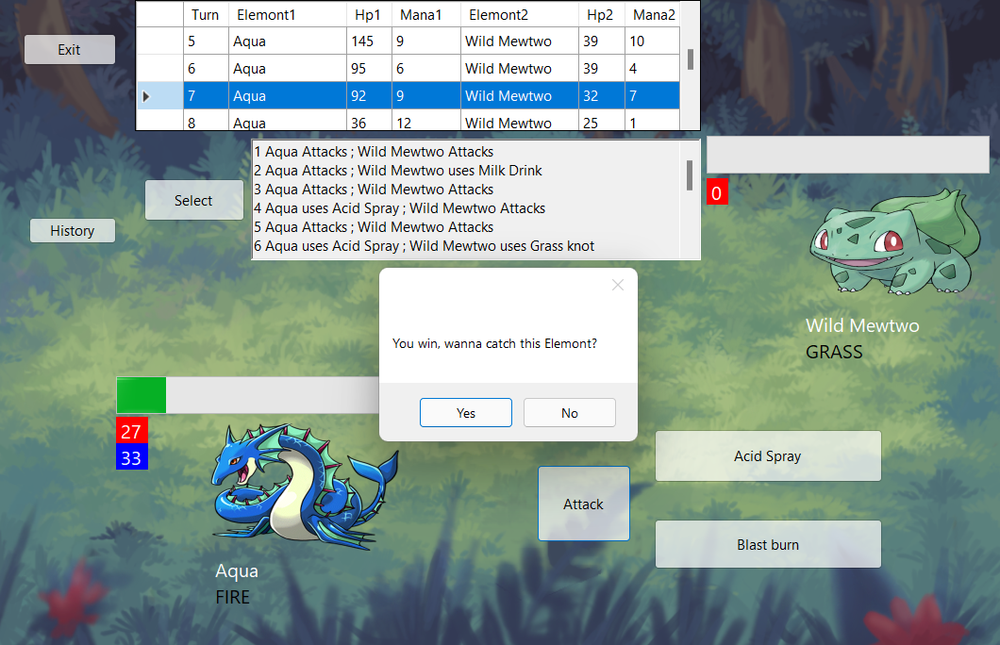 Turn Elemont1 Hp1 Mana1 Elemont2 Hp2 Mana2
5 Aqua 145 9 Wild Mewtwo 39 10
6 Aqua 95 6 Wild Mewtwo 39 4
7 Aqua 92 9 Wild Mewtwo 32 7
8 Aqua 36 12 Wild Mewtwo 25 1
Exit
1 Aqua Attacks ; Wild Mewtwo Attacks
2 Aqua Attacks ; Wild Mewtwo uses Milk Drink
3 Aqua Attacks ; Wild Mewtwo Attacks
4 Aqua uses Acid Spray ; Wild Mewtwo Attacks
5 Aqua Attacks ; Wild Mewtwo Attacks
6 Aqua uses Acid Spray ; Wild Mewtwo uses Grass knot
Select
History
0
Wild Mewtwo
GRASS
You win, wanna catch this Elemont?
Yes No
27
33
Aqua
FIRE
Attack
Acid Spray
Blast burn